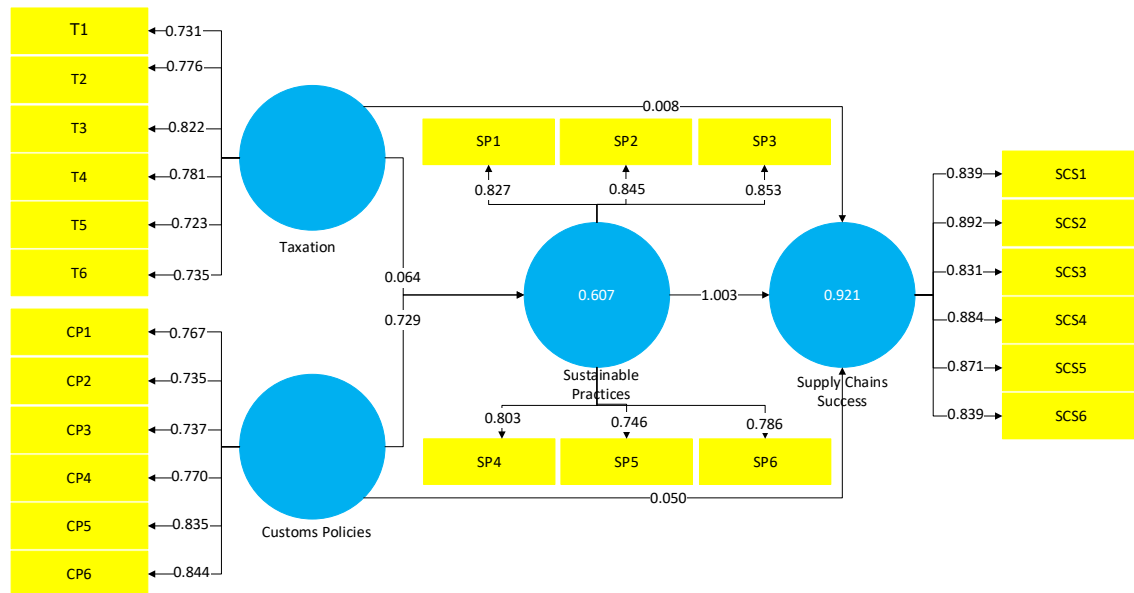 T1
T2
T3
T4
T5
T6
0.731
0.776
0.822
0.781
0.723
0.735
Taxation
CP1
CP2
CP3
CP4
CP5
CP6
0.767
0.735
0.737
0.770
0.835
0.844
Customs Policies
0.064
0.729
0.008
0.050
SP1
SP2
SP3
0.827
0.845
0.853
0.607
Sustainable
Practices
0.803
0.746
0.786
SP4
SP5
SP6
1.003
0.921
Supply Chains
Success
0.839
0.892
0.831
0.884
0.871
0.839
SCS1
SCS2
SCS3
SCS4
SCS5
SCS6